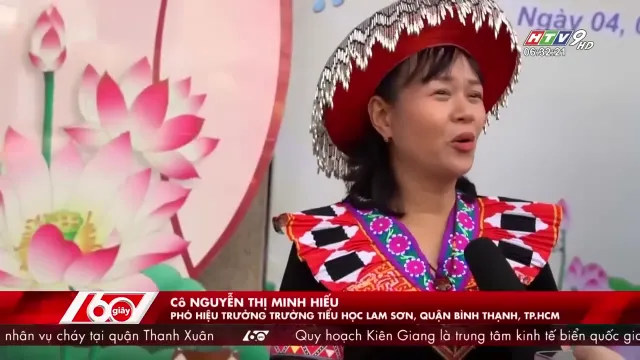 Ngày 04, 0
HTV9 HD
05:32:21
60 giây
Cô NGUYỄN THỊ MINH HIẾU
PHÓ HIỆU TRƯỞNG TRƯỜNG TIỂU HỌC LAM SƠN, QUẬN BÌNH THẠNH, TP.HCM
nhân vụ cháy tại quận Thanh Xuân Quy hoạch Kiên Giang là trung tâm kinh tế biển quốc gi